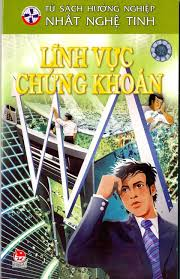 TỦ SÁCH HƯỚNG NGHIỆP
NHẤT NGHỆ TINH
LĨNH VỰC
CHỨNG KHOÁN